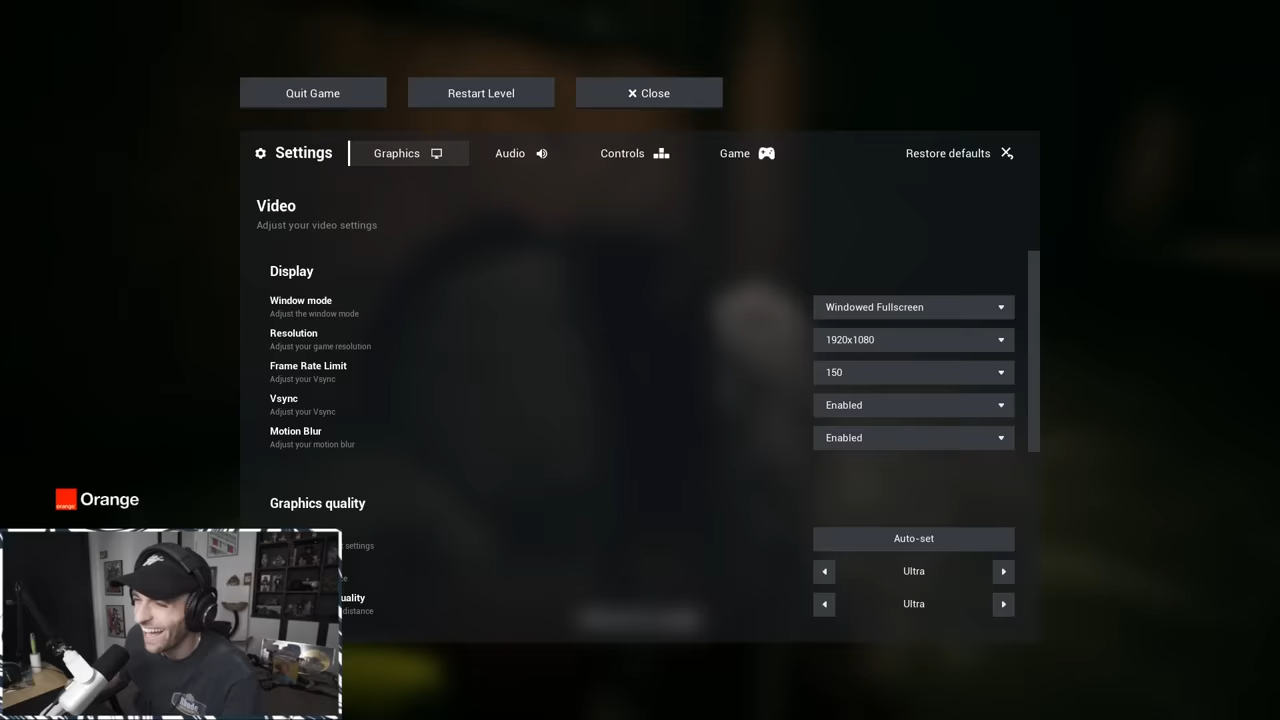 Quit Game
Restart Level
Close
Settings
Graphics
Audio
Controls
Game
Restore defaults
Video
Adjust your video settings
Display
Window mode
Adjust the window mode
Windowed Fullscreen
Resolution
Adjust your game resolution
1920x1080
Frame Rate Limit
Adjust your Vsync
150
Vsync
Adjust your Vsync
Enabled
Motion Blur
Adjust your motion blur
Enabled
Orange
Graphics quality
settings
Auto-set
Ultra
uality
distance
Ultra